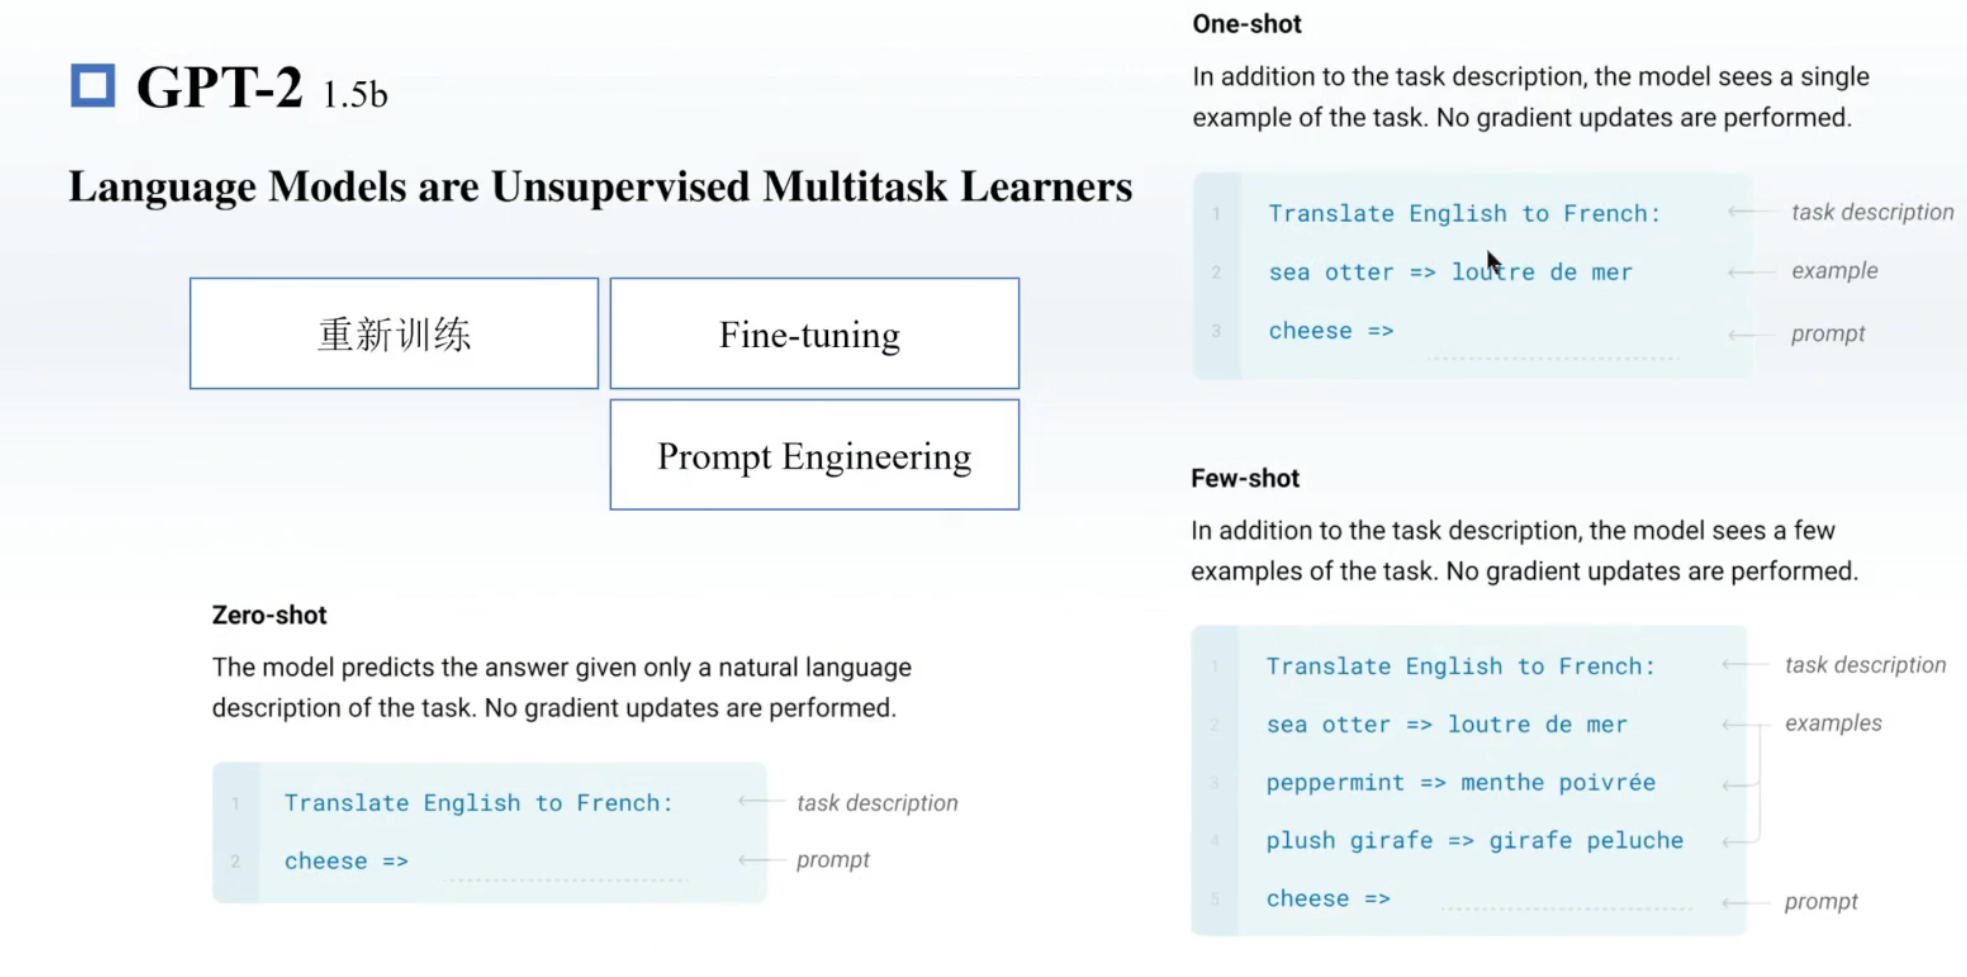 GPT-2 1.5b
Language Models are Unsupervised Multitask Learners
重新训练
Fine-tuning
Prompt Engineering
Zero-shot
The model predicts the answer given only a natural language
description of the task. No gradient updates are performed.
1 Translate English to French: task description
2 cheese => prompt
One-shot
In addition to the task description, the model sees a single
example of the task. No gradient updates are performed.
1 Translate English to French: task description
2 sea otter => loutre de mer example
3 cheese => prompt
Few-shot
In addition to the task description, the model sees a few
examples of the task. No gradient updates are performed.
1 Translate English to French: task description
2 sea otter => loutre de mer examples
3 peppermint => menthe poivrée
4 plush girafe => girafe peluche
5 cheese => prompt